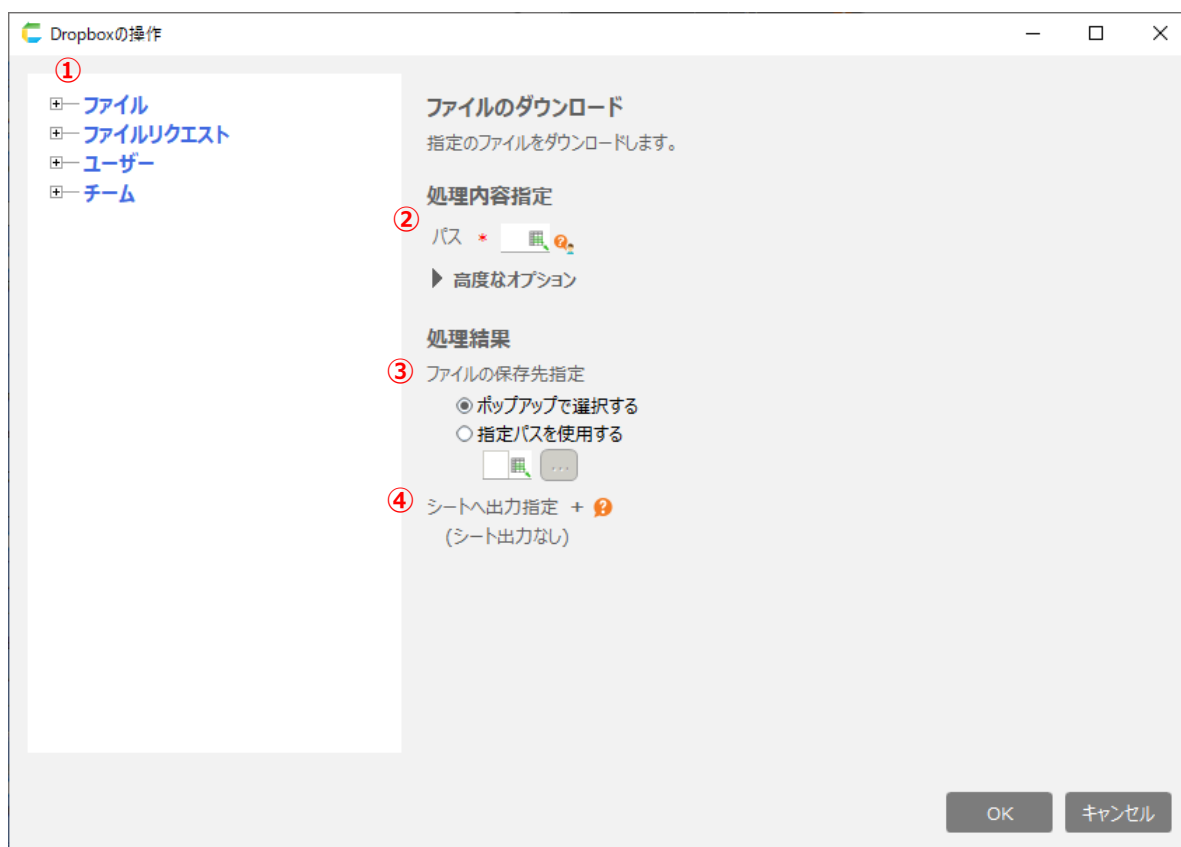 Dropboxの操作
①
ファイル
ファイルリクエスト
ユーザー
チーム
ファイルのダウンロード
指定のファイルをダウンロードします。
処理内容指定
②
パス *
高度なオプション
処理結果
③ ファイルの保存先指定
ポップアップで選択する
指定パスを使用する
...
④ シートへ出力指定 + ?
(シート出力なし)
OK キャンセル